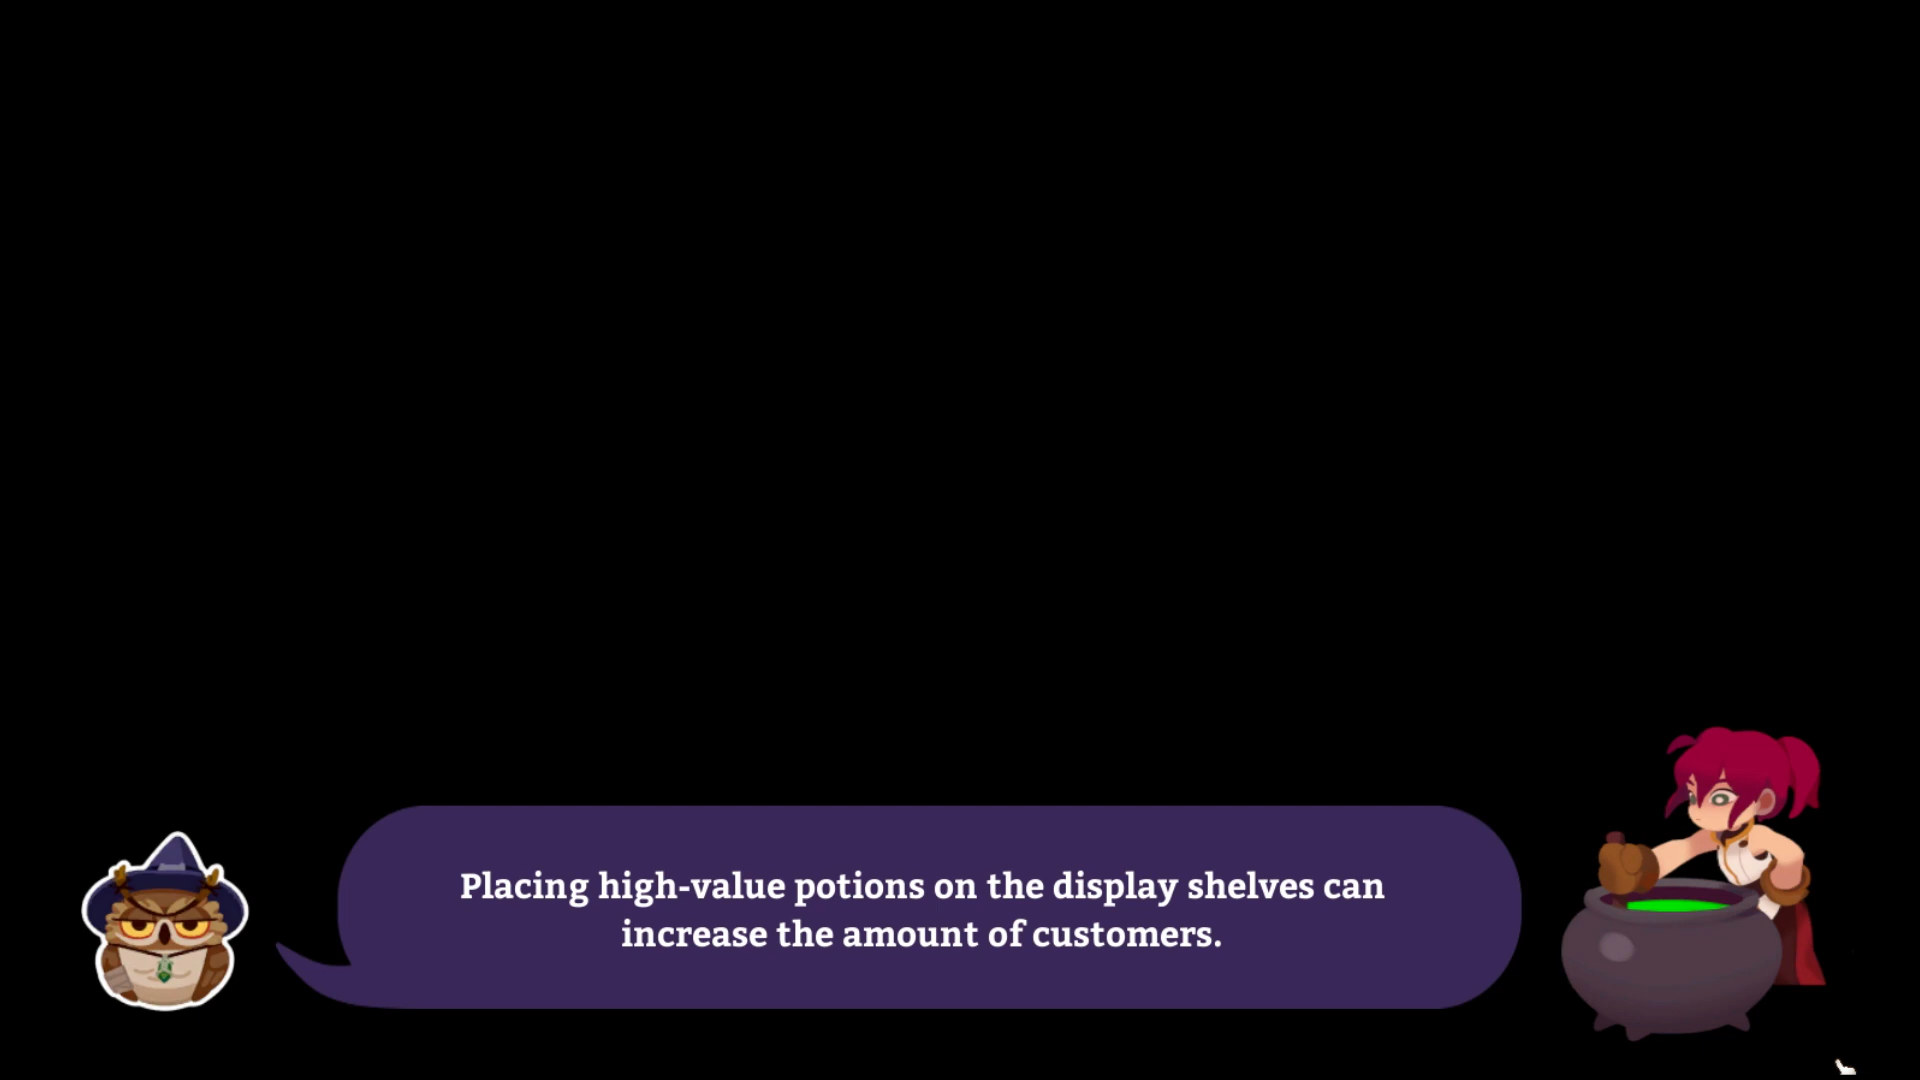 Placing high-value potions on the display shelves can
increase the amount of customers.